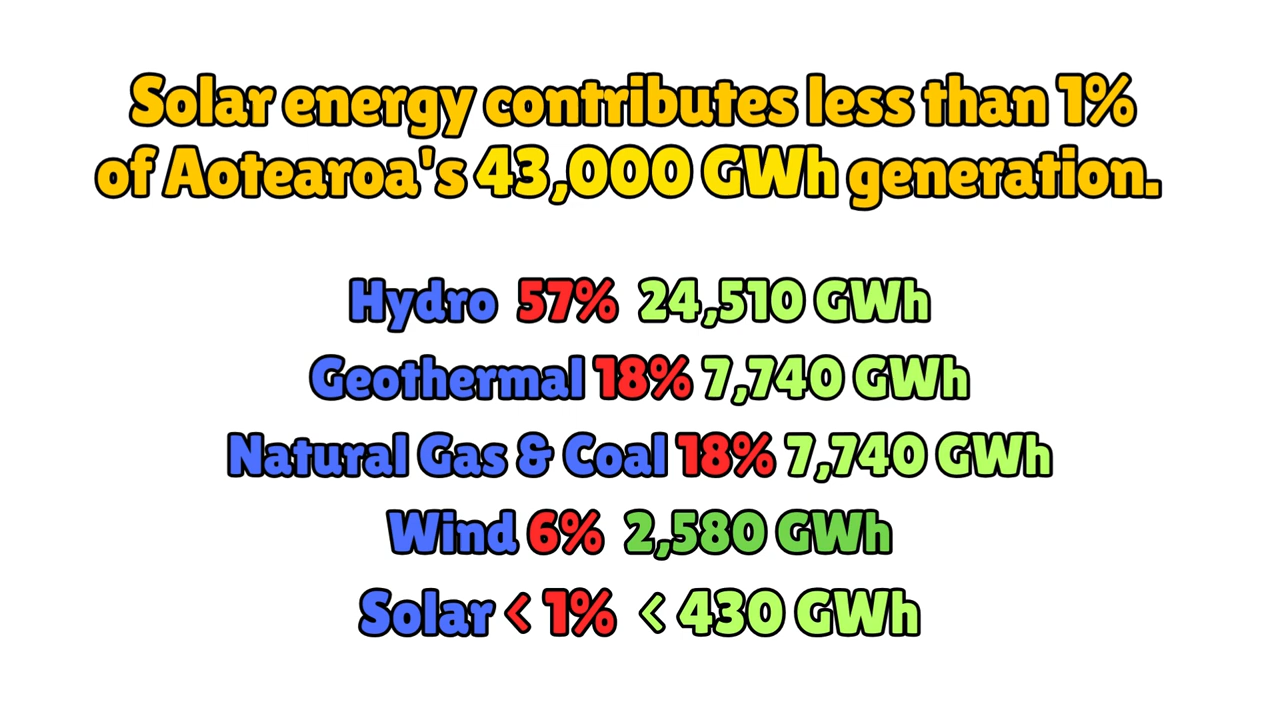 Solar energy contributes less than 1%
of Aotearoa's 43,000 GWh generation.
Hydro 57% 24,510 GWh
Geothermal 18% 7,740 GWh
Natural Gas & Coal 18% 7,740 GWh
Wind 6% 2,580 GWh
Solar < 1% < 430 GWh